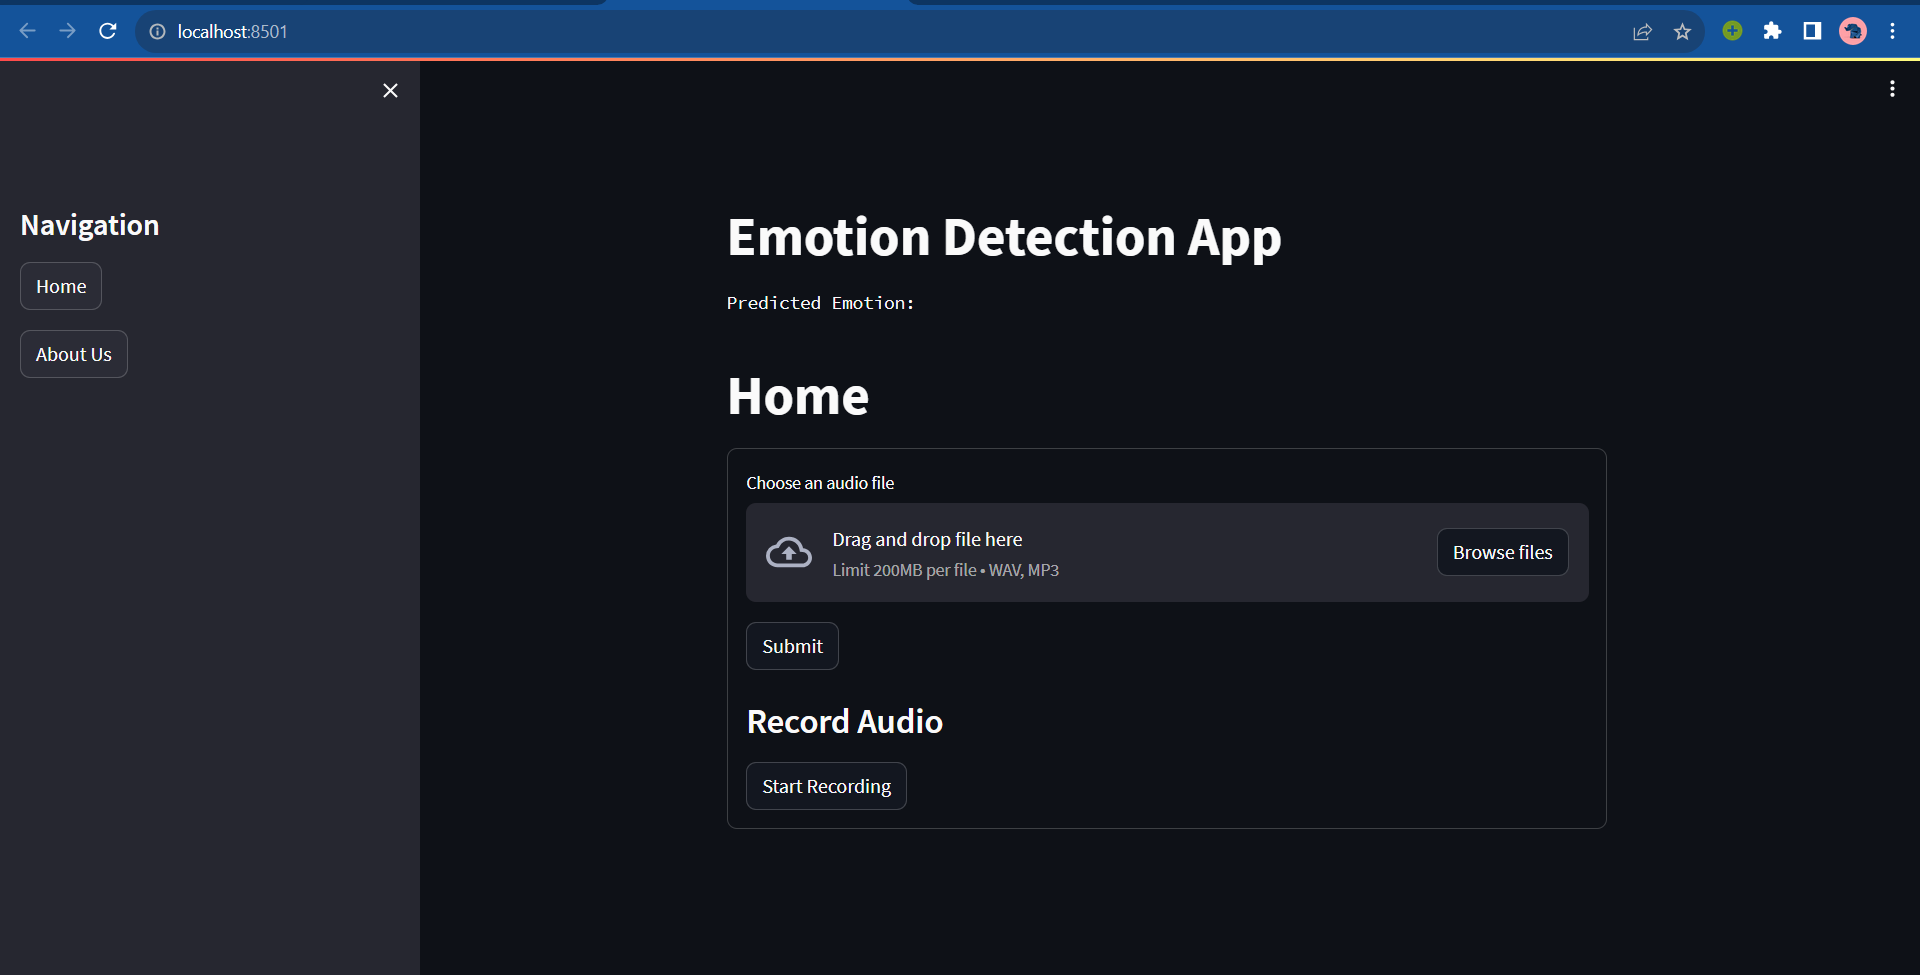 localhost:8501
Navigation
Home
About Us
Emotion Detection App
Predicted Emotion:
Home
Choose an audio file
Drag and drop file here
Limit 200MB per file • WAV, MP3
Browse files
Submit
Record Audio
Start Recording